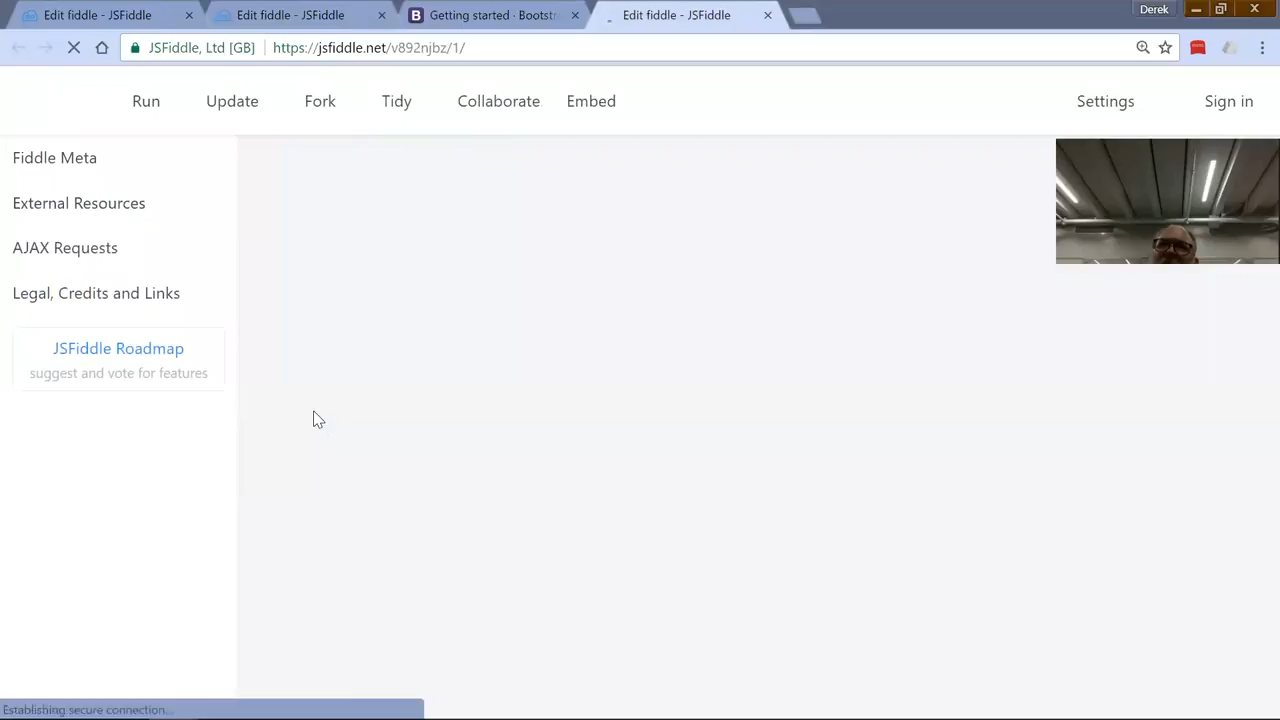 Edit fiddle - JSFiddle
Edit fiddle - JSFiddle
Getting started · Bootstr
Edit fiddle - JSFiddle
Derek
JSFiddle, Ltd [GB]
https://jsfiddle.net/v892njbz/1/
Run
Update
Fork
Tidy
Collaborate
Embed
Settings
Sign in
Fiddle Meta
External Resources
AJAX Requests
Legal, Credits and Links
JSFiddle Roadmap
suggest and vote for features
Establishing secure connection...